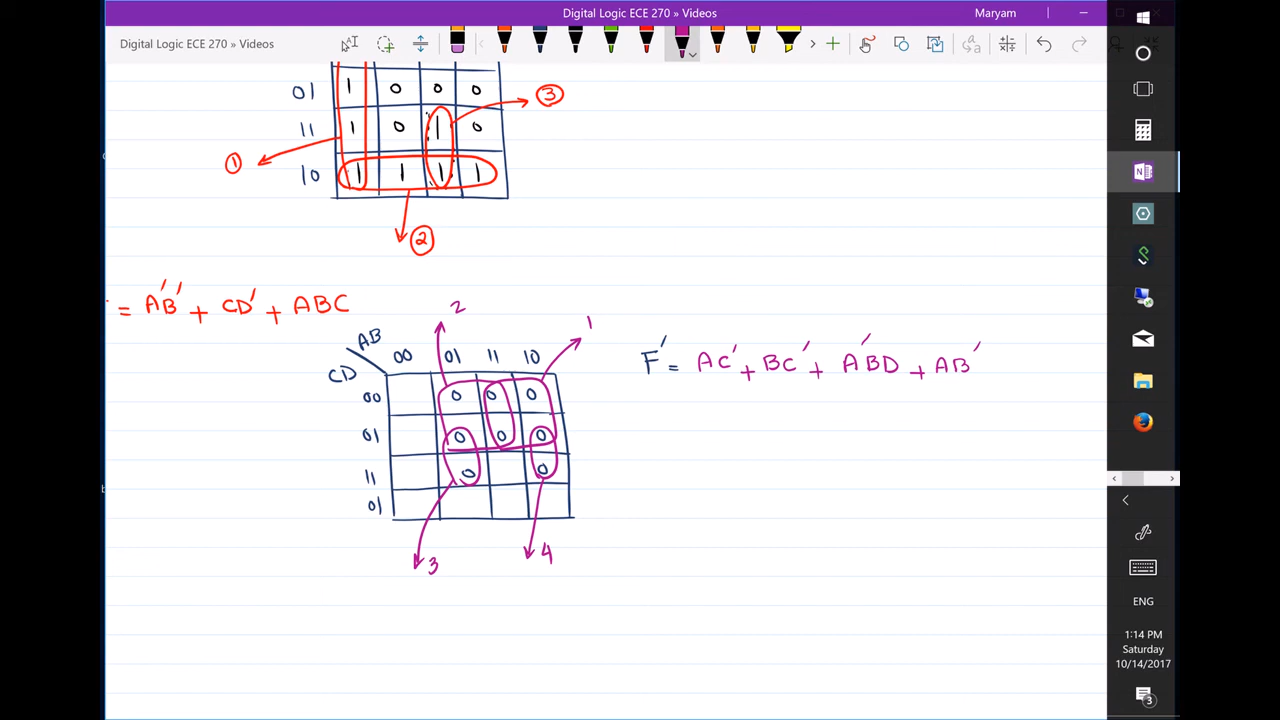 Digital Logic ECE 270 » Videos
Maryam
Digital Logic ECE 270 » Videos
01 1 0 0 0
③
11 1 0 1 0
①
10 1 1 1 1
②
= A'B' + CD' + ABC
2
1
AB
00 01 11 10
CD
F' = AC' + BC' + A'BD + AB'
00 0 0 0
01 0 0 0
11 0 0
01
3
4
ENG
1:14 PM
Saturday
10/14/2017
3